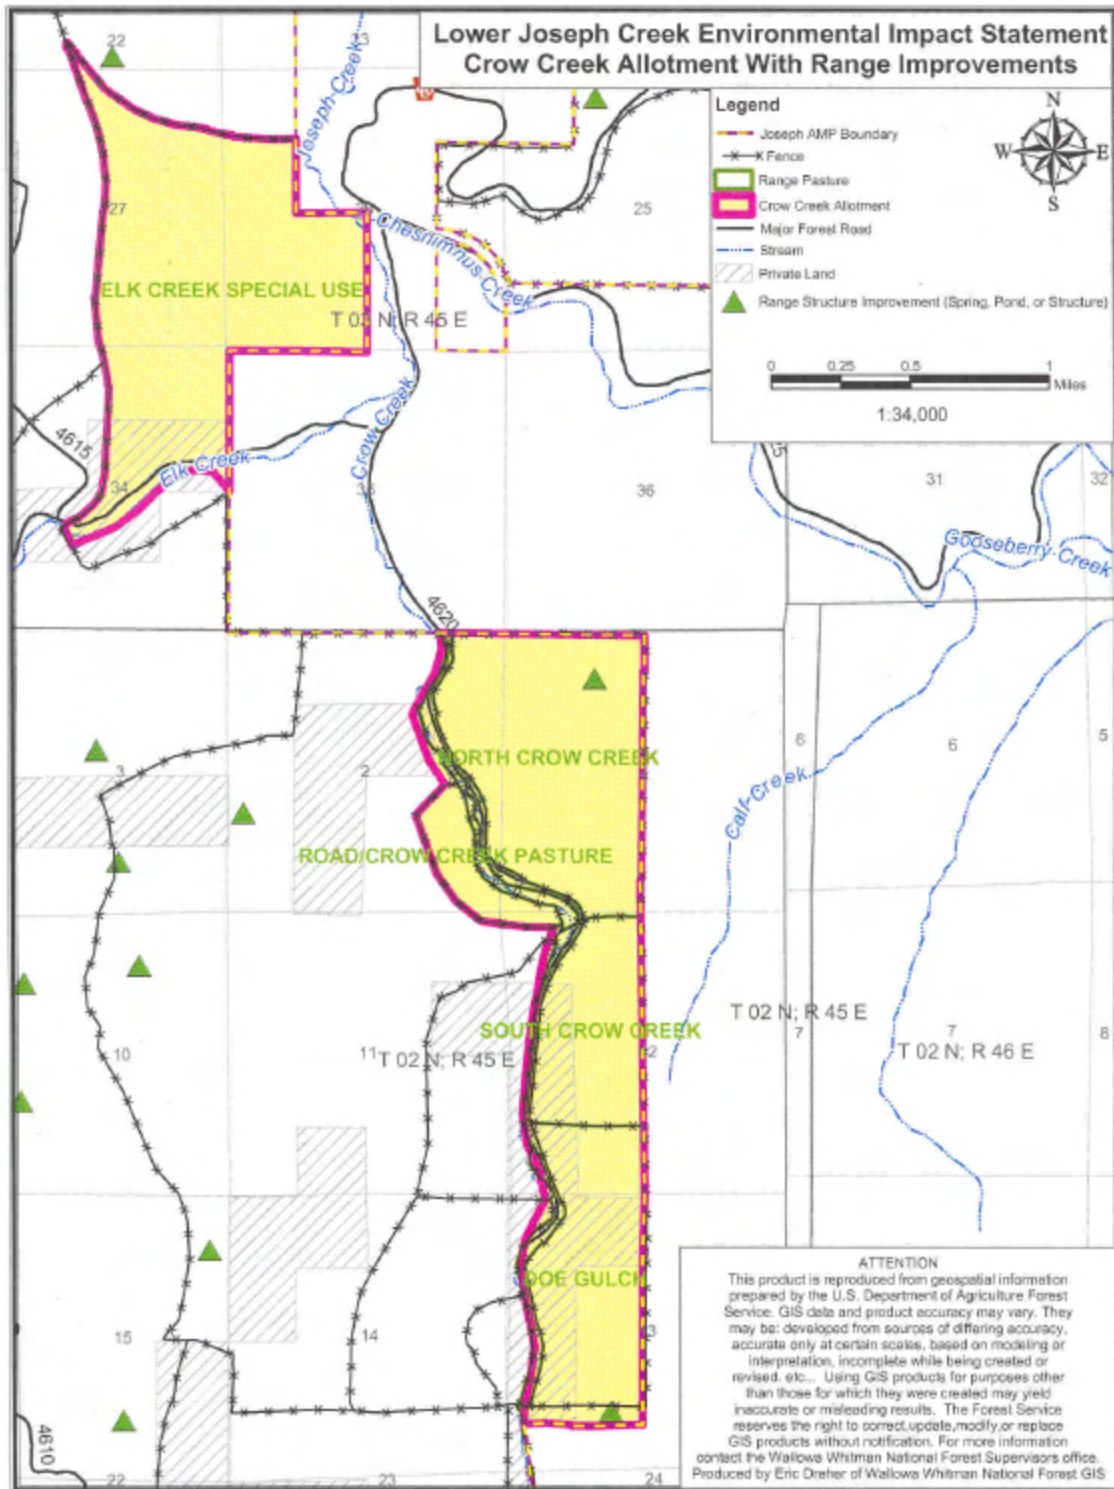 Lower Joseph Creek Environmental Impact Statement
Crow Creek Allotment With Range Improvements
Legend
Joseph AMP Boundary
Fence
Range Pasture
Crow Creek Allotment
Major Forest Road
Stream
Private Land
Range Structure Improvement (Spring, Pond, or Structure)
N
W
E
S
0
0.25
0.5
1
Miles
1:34,000
22
Joseph Creek
27
25
Chesnimnus Creek
ELK CREEK SPECIAL USE
T 03 N; R 45 E
Crow Creek
4615
Elk Creek
34
36
31
32
Gooseberry Creek
4620
NORTH CROW CREEK
3
2
6
6
5
Calf Creek
ROAD/CROW CREEK PASTURE
SOUTH CROW CREEK
T 02 N; R 45 E
10
11
T 02 N; R 45 E
7
7
8
T 02 N; R 46 E
DOE GULCH
15
14
4610
22
23
24
ATTENTION
This product is reproduced from geospatial information
prepared by the U.S. Department of Agriculture Forest
Service. GIS data and product accuracy may vary. They
may be: developed from sources of differing accuracy,
accurate only at certain scales, based on modeling or
interpretation, incomplete while being created or
revised, etc... Using GIS products for purposes other
than those for which they were created may yield
inaccurate or misleading results. The Forest Service
reserves the right to correct,update,modify,or replace
GIS products without notification. For more information
contact the Wallowa Whitman National Forest Supervisors office.
Produced by Eric Dreher of Wallowa Whitman National Forest GIS